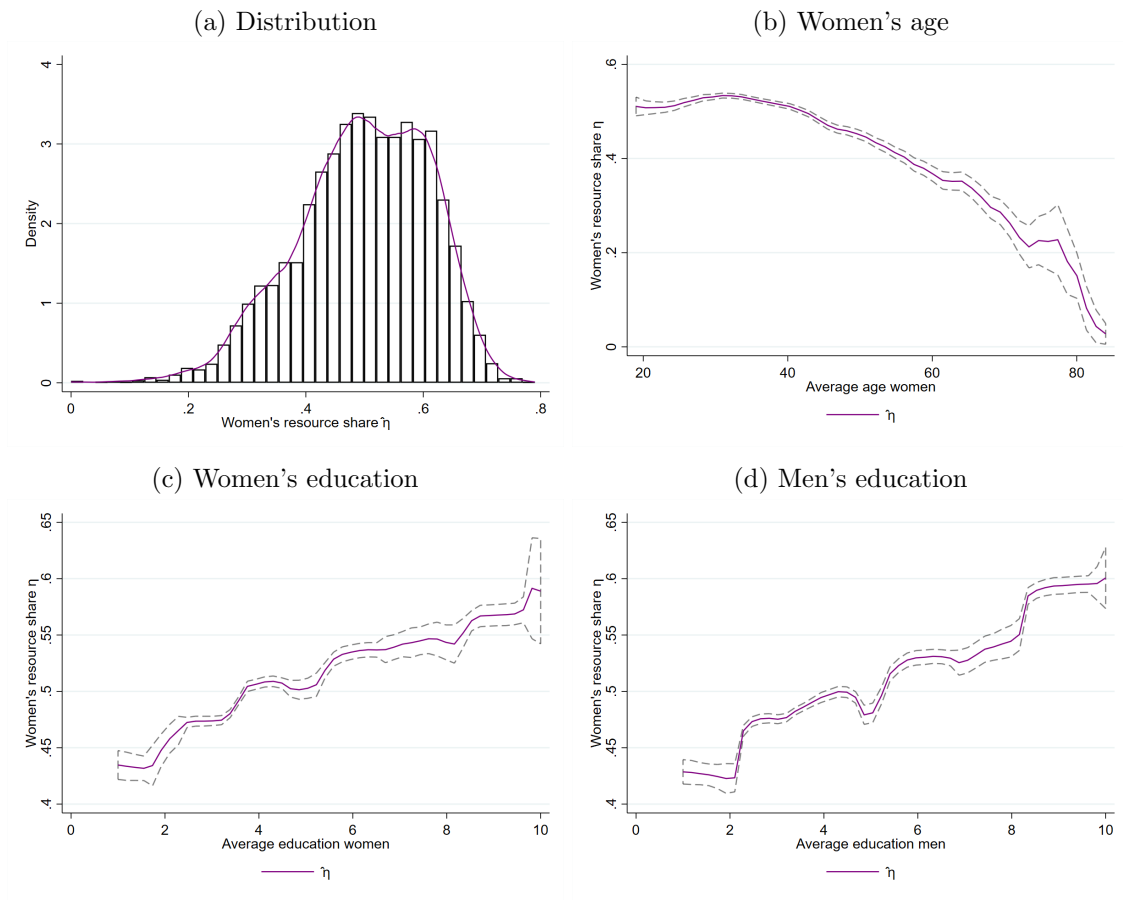 (a) Distribution
Density
4
3
2
1
0
0 .2 .4 .6 .8
Women's resource share η̂
(b) Women's age
Women's resource share η
.6
.4
.2
0
20 40 60 80
Average age women
η̂
(c) Women's education
Women's resource share η
.65
.6
.55
.5
.45
.4
0 2 4 6 8 10
Average education women
η̂
(d) Men's education
Women's resource share η
.65
.6
.55
.5
.45
.4
0 2 4 6 8 10
Average education men
η̂